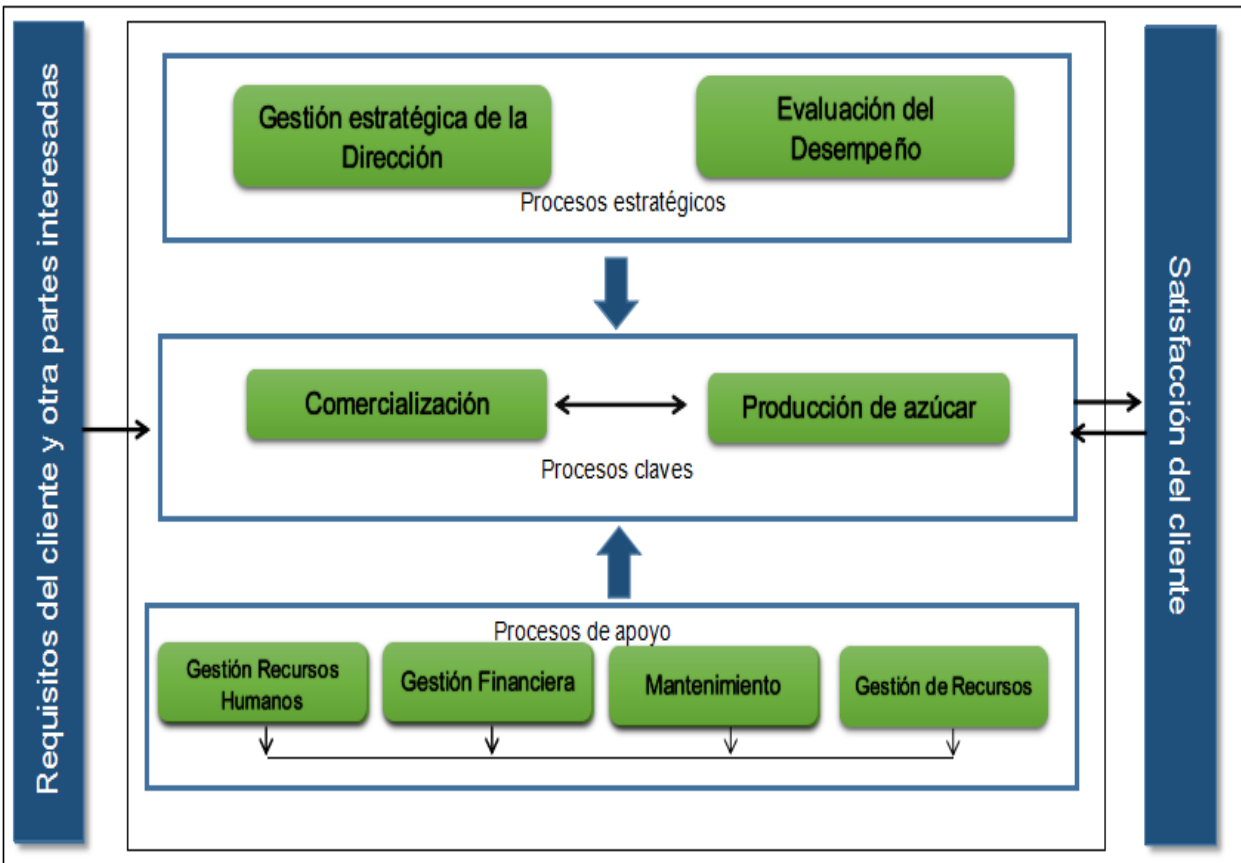 Requisitos del cliente y otra partes interesadas
Gestión estratégica de la
Dirección
Evaluación del
Desempeño
Procesos estratégicos
Comercialización
Producción de azúcar
Procesos claves
Procesos de apoyo
Gestión Recursos
Humanos
Gestión Financiera
Mantenimiento
Gestión de Recursos
Satisfacción del cliente